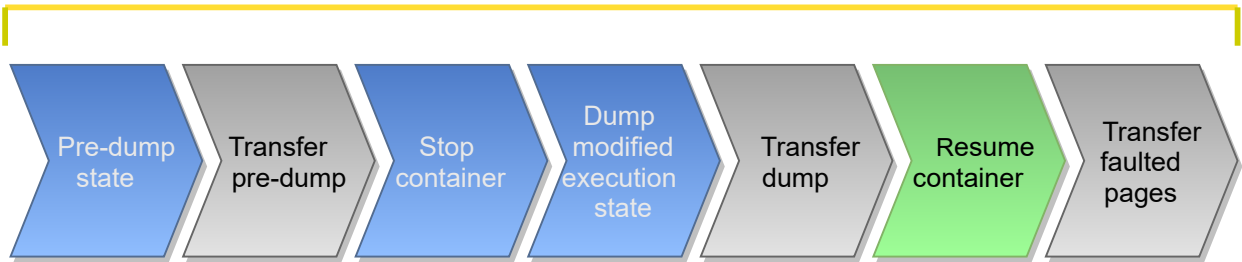 Pre-dump
state
Transfer
pre-dump
Stop
container
Dump
modified
execution
state
Transfer
dump
Resume
container
Transfer
faulted
pages